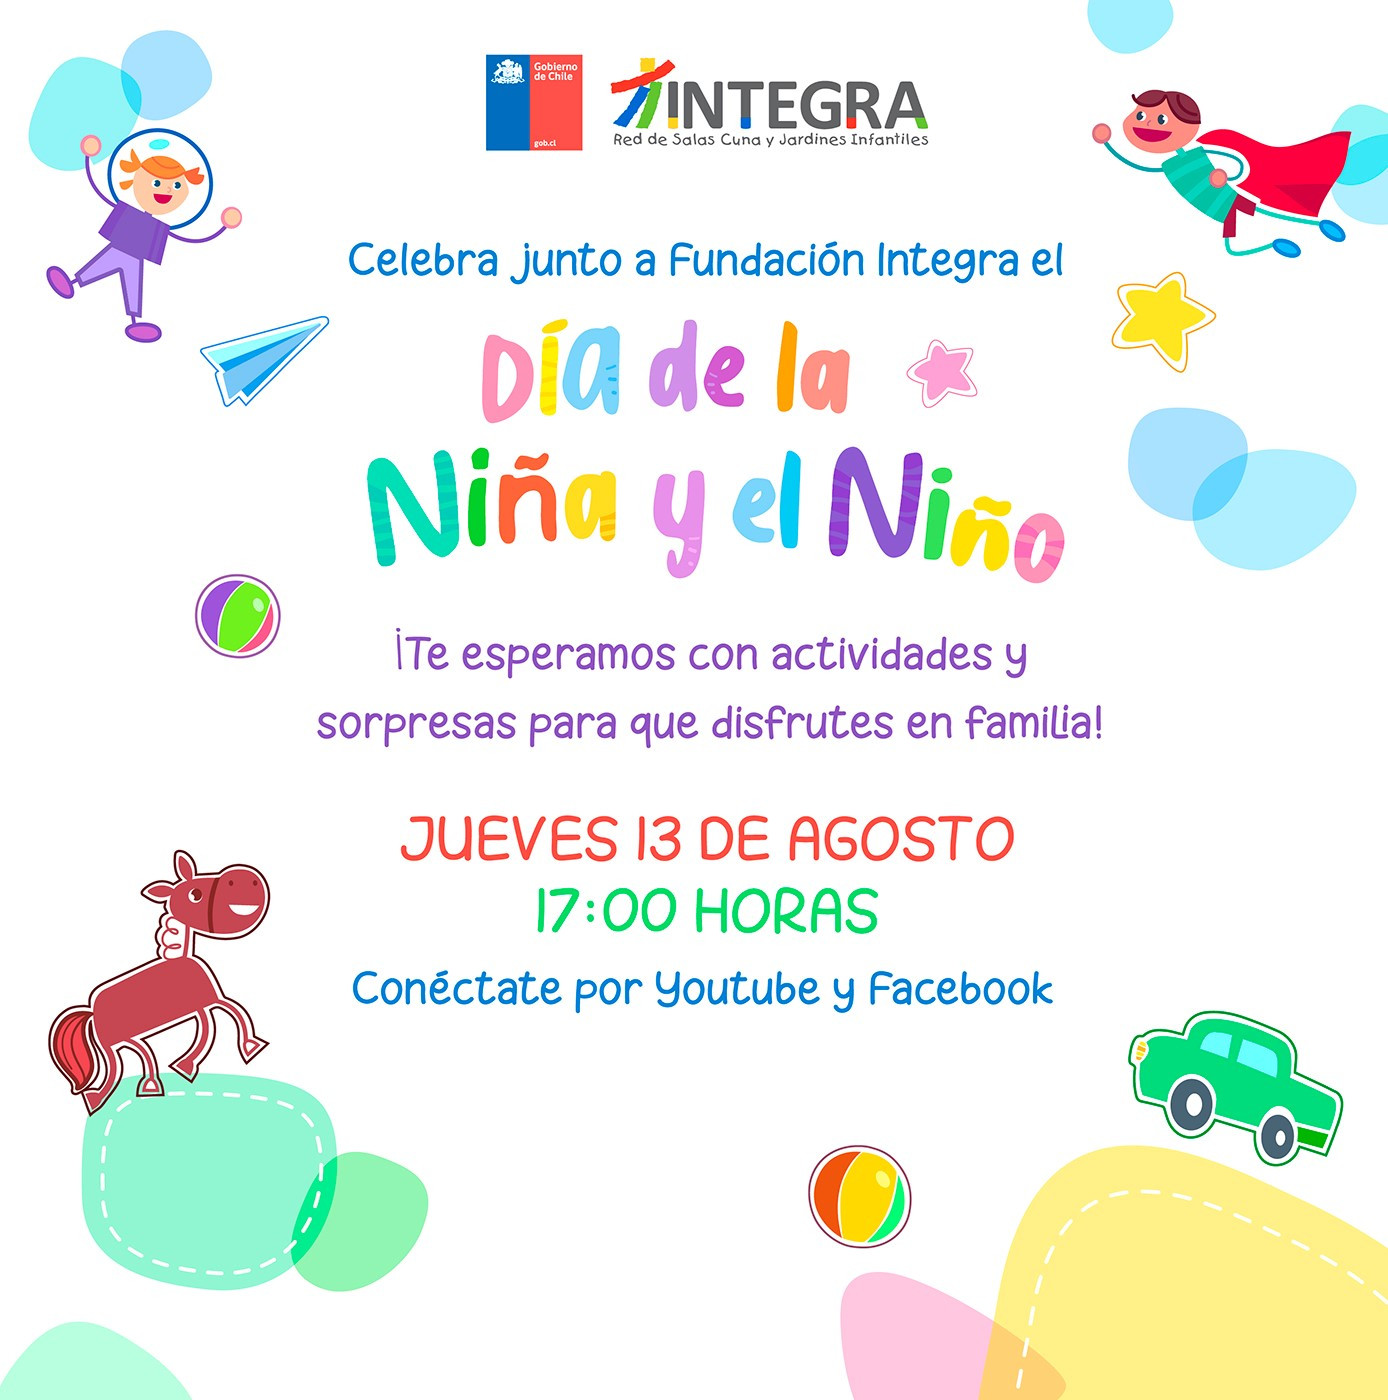 Gobierno
de Chile
gob.cl
INTEGRA
Red de Salas Cuna y Jardines Infantiles
Celebra junto a Fundación Integra el
Día de la
Niña y el Niño
¡Te esperamos con actividades y
sorpresas para que disfrutes en familia!
JUEVES 13 DE AGOSTO
17:00 HORAS
Conéctate por Youtube y Facebook